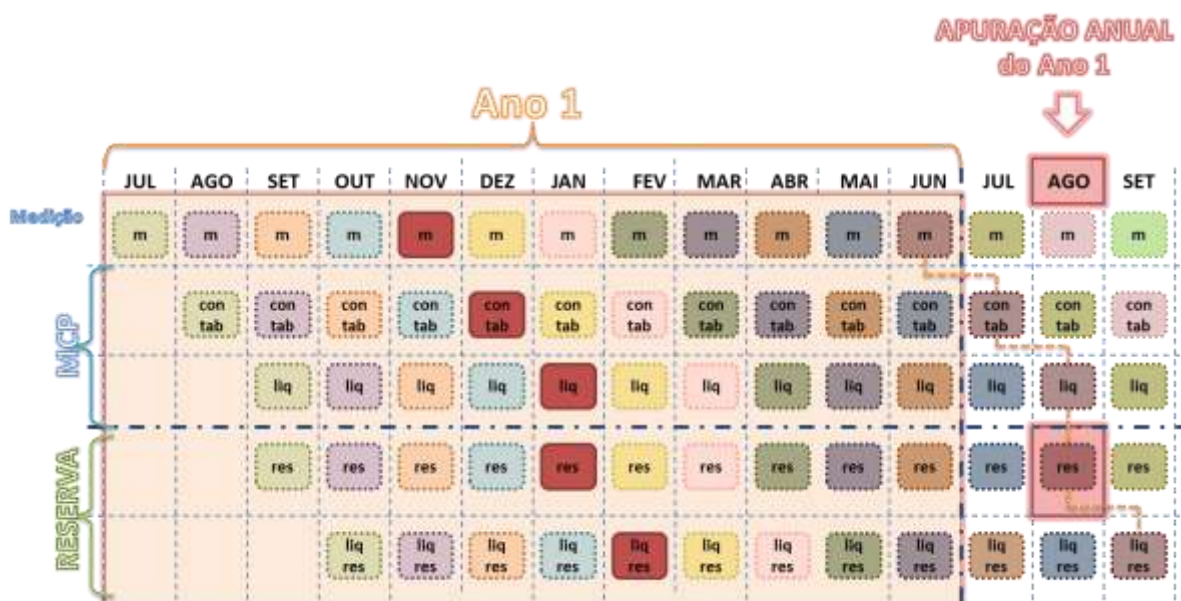 APURAÇÃO ANUAL
do Ano 1
Ano 1
JUL AGO SET OUT NOV DEZ JAN FEV MAR ABR MAI JUN JUL AGO SET
Medição m m m m m m m m m m m m m m m
MCP
con con con con con con con con con con con con con con
tab tab tab tab tab tab tab tab tab tab tab tab tab tab
liq liq liq liq liq liq liq liq liq liq liq liq liq
RESERVA
res res res res res res res res res res res res res
liq liq liq liq liq liq liq liq liq liq liq liq
res res res res res res res res res res res res